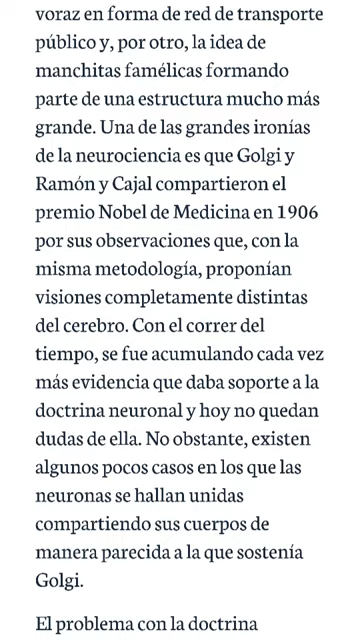 voraz en forma de red de transporte
público y, por otro, la idea de
manchitas famélicas formando
parte de una estructura mucho más
grande. Una de las grandes ironías
de la neurociencia es que Golgi y
Ramón y Cajal compartieron el
premio Nobel de Medicina en 1906
por sus observaciones que, con la
misma metodología, proponían
visiones completamente distintas
del cerebro. Con el correr del
tiempo, se fue acumulando cada vez
más evidencia que daba soporte a la
doctrina neuronal y hoy no quedan
dudas de ella. No obstante, existen
algunos pocos casos en los que las
neuronas se hallan unidas
compartiendo sus cuerpos de
manera parecida a la que sostenía
Golgi.
El problema con la doctrina